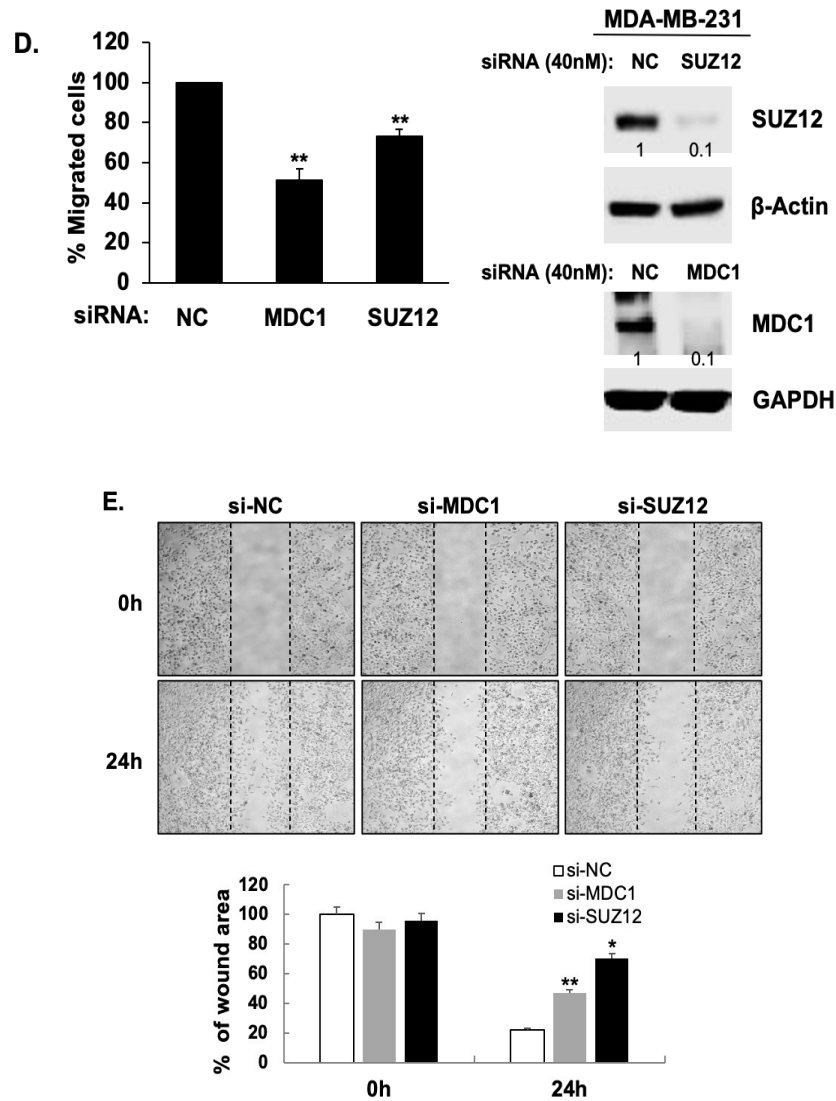 D.
% Migrated cells
120
100
80
60
40
20
0
**
**
siRNA: NC MDC1 SUZ12
MDA-MB-231
siRNA (40nM): NC SUZ12
SUZ12
1 0.1
β-Actin
siRNA (40nM): NC MDC1
MDC1
1 0.1
GAPDH
E.
si-NC si-MDC1 si-SUZ12
0h
24h
% of wound area
120
100
80
60
40
20
0
si-NC
si-MDC1
si-SUZ12
**
*
0h 24h